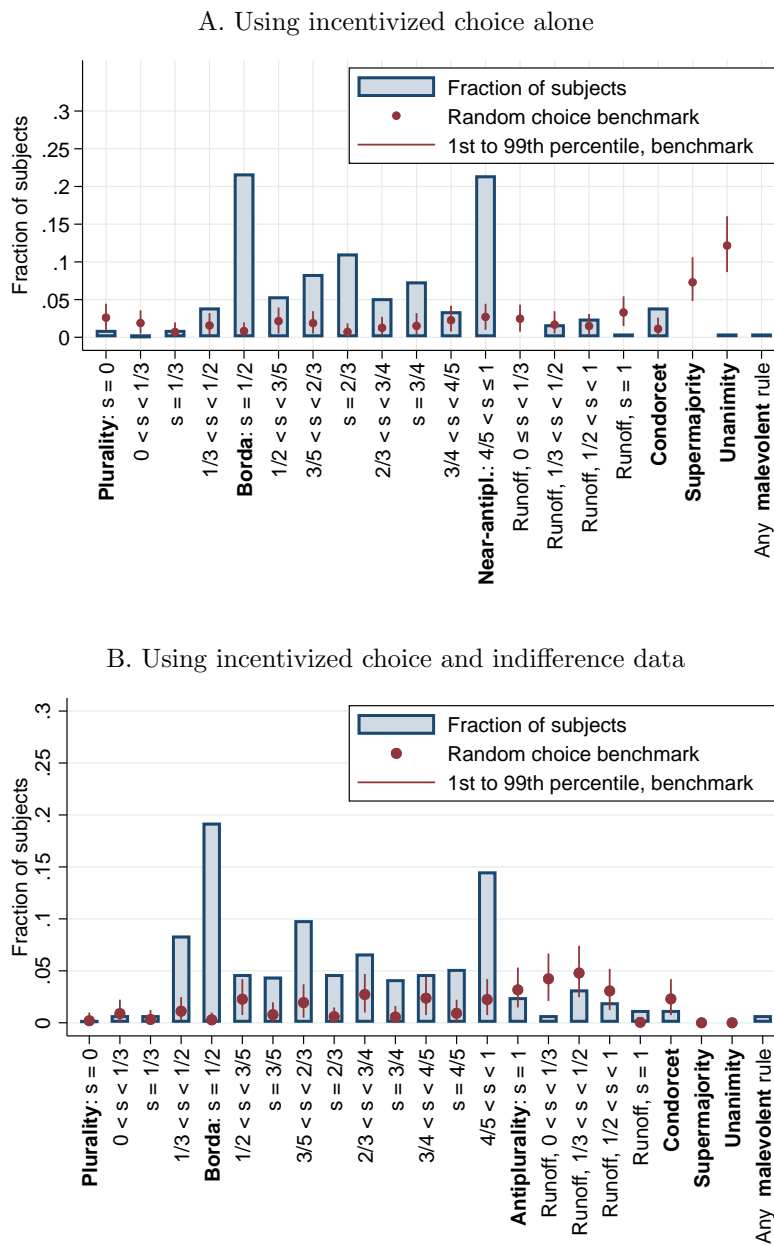 A. Using incentivized choice alone
Fraction of subjects
Random choice benchmark
1st to 99th percentile, benchmark
Fraction of subjects
.3
.25
.2
.15
.1
.05
0
Plurality: s = 0
0 < s < 1/3
s = 1/3
1/3 < s < 1/2
Borda: s = 1/2
1/2 < s < 3/5
3/5 < s < 2/3
s = 2/3
2/3 < s < 3/4
s = 3/4
3/4 < s < 4/5
Near-antipl.: 4/5 < s ≤ 1
Runoff, 0 ≤ s < 1/3
Runoff, 1/3 < s < 1/2
Runoff, 1/2 < s < 1
Runoff, s = 1
Condorcet
Supermajority
Unanimity
Any malevolent rule
B. Using incentivized choice and indifference data
Fraction of subjects
Random choice benchmark
1st to 99th percentile, benchmark
Fraction of subjects
.3
.25
.2
.15
.1
.05
0
Plurality: s = 0
0 < s < 1/3
s = 1/3
1/3 < s < 1/2
Borda: s = 1/2
1/2 < s < 3/5
s = 3/5
3/5 < s < 2/3
s = 2/3
2/3 < s < 3/4
s = 3/4
3/4 < s < 4/5
s = 4/5
4/5 < s < 1
Antiplurality: s = 1
Runoff, 0 < s < 1/3
Runoff, 1/3 < s < 1/2
Runoff, 1/2 < s < 1
Runoff, s = 1
Condorcet
Supermajority
Unanimity
Any malevolent rule